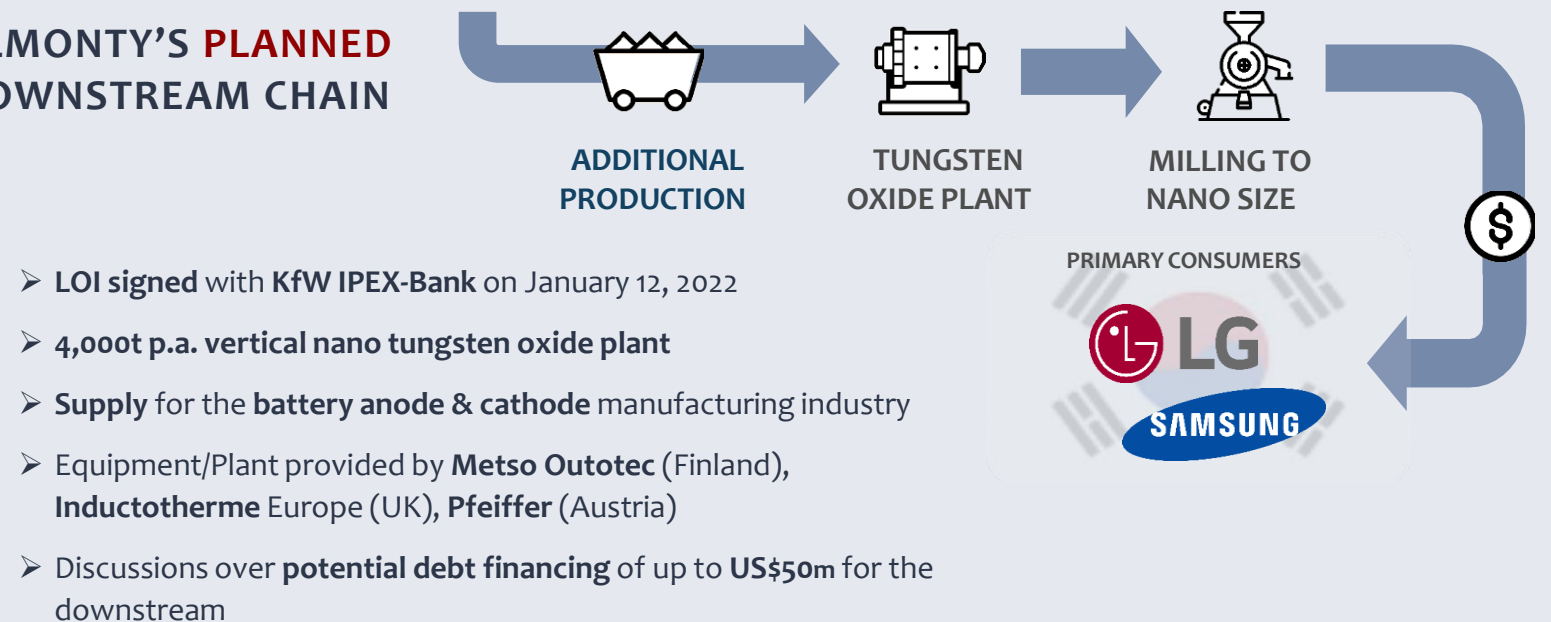 LMONTY'S PLANNED
OWNSTREAM CHAIN
ADDITIONAL
PRODUCTION
TUNGSTEN
OXIDE PLANT
MILLING TO
NANO SIZE
$
➢ LOI signed with KfW IPEX-Bank on January 12, 2022
➢ 4,000t p.a. vertical nano tungsten oxide plant
➢ Supply for the battery anode & cathode manufacturing industry
➢ Equipment/Plant provided by Metso Outotec (Finland),
Inductotherme Europe (UK), Pfeiffer (Austria)
➢ Discussions over potential debt financing of up to US$50m for the
downstream
PRIMARY CONSUMERS
LG
SAMSUNG